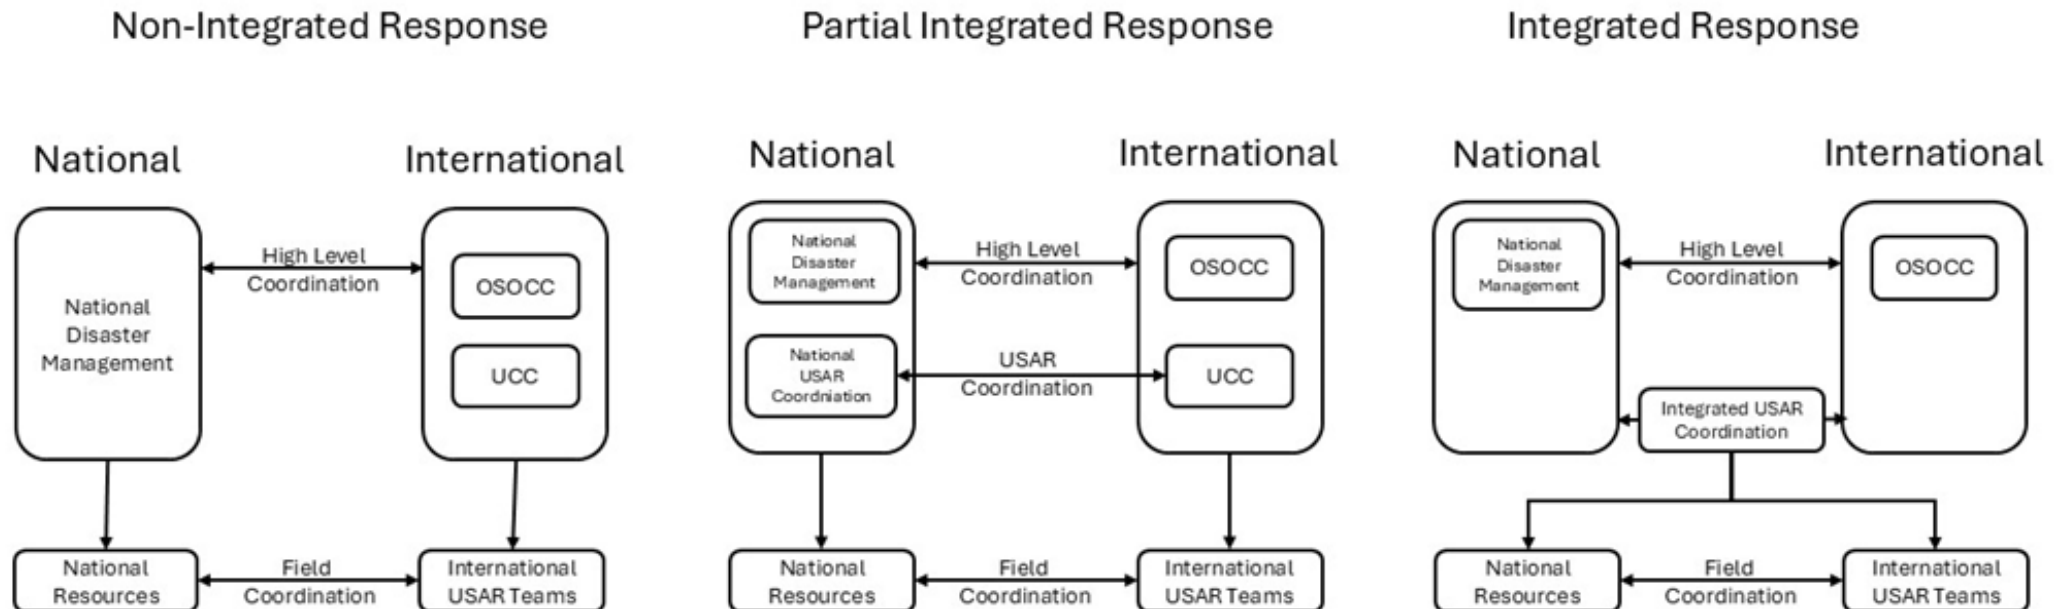 Non-Integrated Response
National
International
National
Disaster
Management
High Level
Coordination
OSOCC
UCC
National
Resources
Field
Coordination
International
USAR Teams
Partial Integrated Response
National
International
National
Disaster
Management
High Level
Coordination
OSOCC
National
USAR
Coordniation
USAR
Coordination
UCC
National
Resources
Field
Coordination
International
USAR Teams
Integrated Response
National
International
National
Disaster
Management
High Level
Coordination
OSOCC
Integrated USAR
Coordination
National
Resources
Field
Coordination
International
USAR Teams